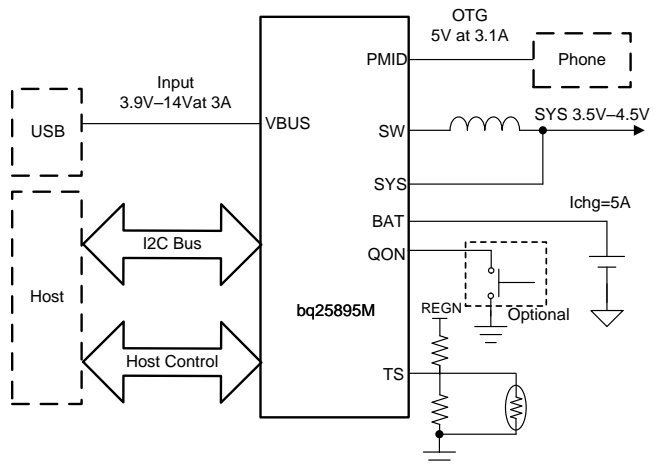 OTG
5V at 3.1A
PMID
Phone
Input
3.9V–14Vat 3A
USB
VBUS
SW
SYS 3.5V–4.5V
SYS
BAT
Ichg=5A
I2C Bus
QON
Host
bq25895M
REGN
Optional
Host Control
TS